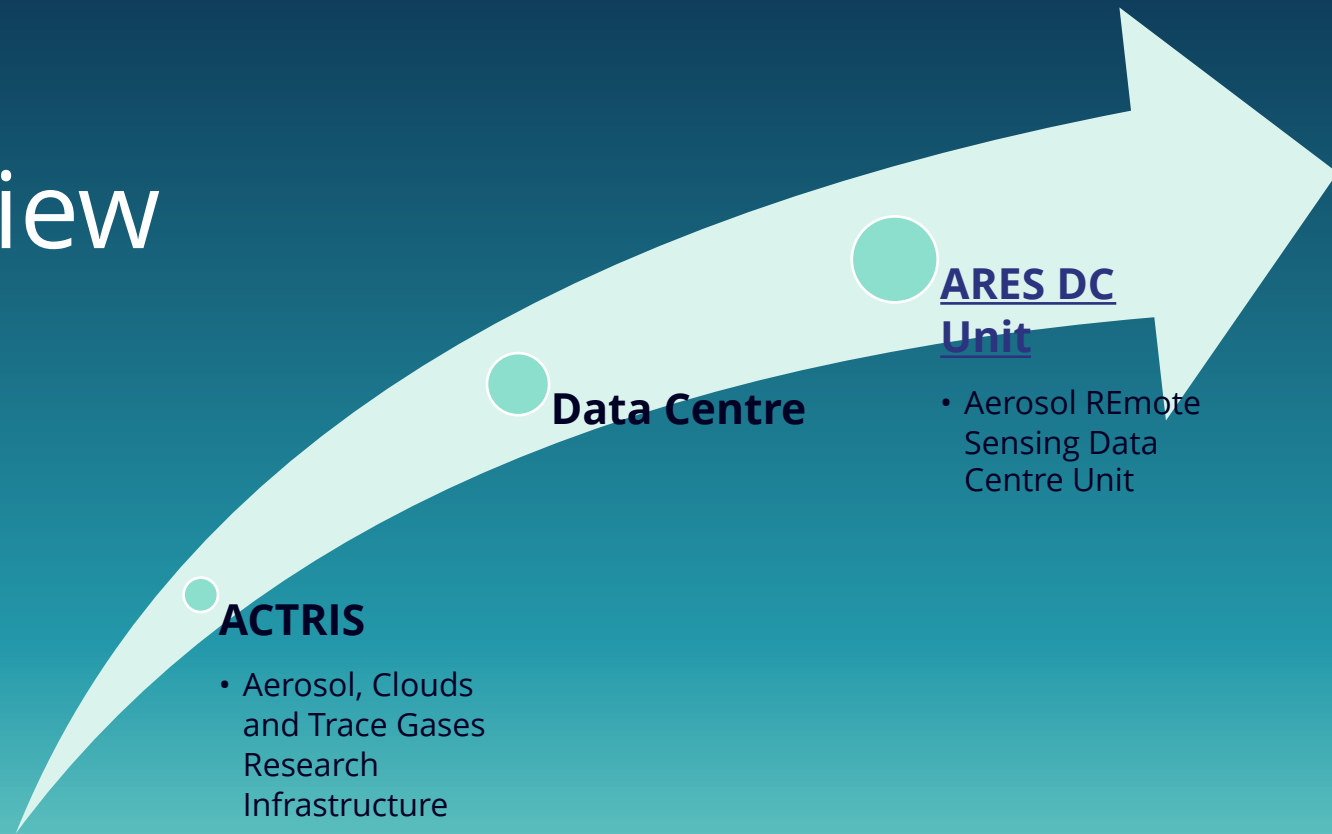 iew
ARES DC
Unit
• Aerosol REmote
Sensing Data
Centre Unit
Data Centre
ACTRIS
• Aerosol, Clouds
and Trace Gases
Research
Infrastructure